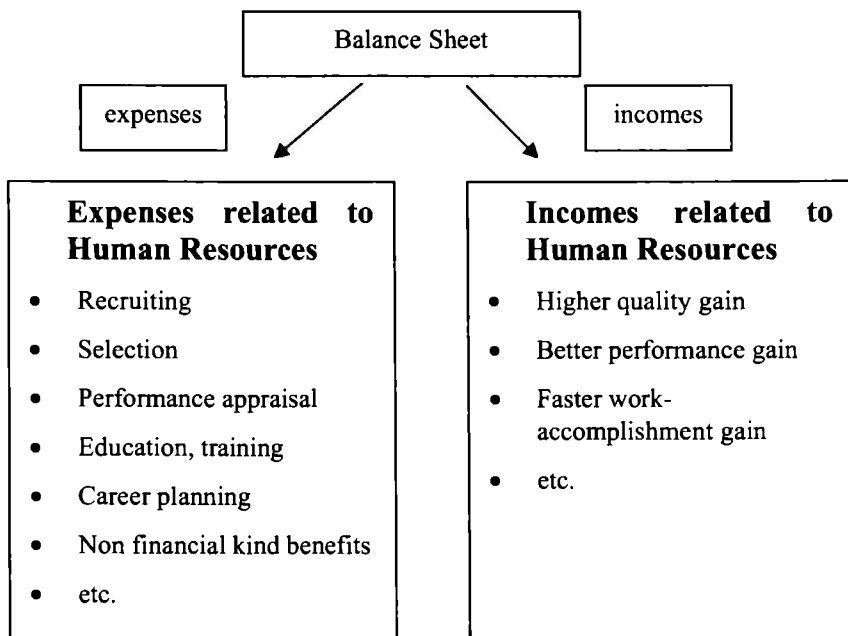 Balance Sheet
expenses
incomes
Expenses related to
Human Resources
• Recruiting
• Selection
• Performance appraisal
• Education, training
• Career planning
• Non financial kind benefits
• etc.
Incomes related to
Human Resources
• Higher quality gain
• Better performance gain
• Faster work-
accomplishment gain
• etc.